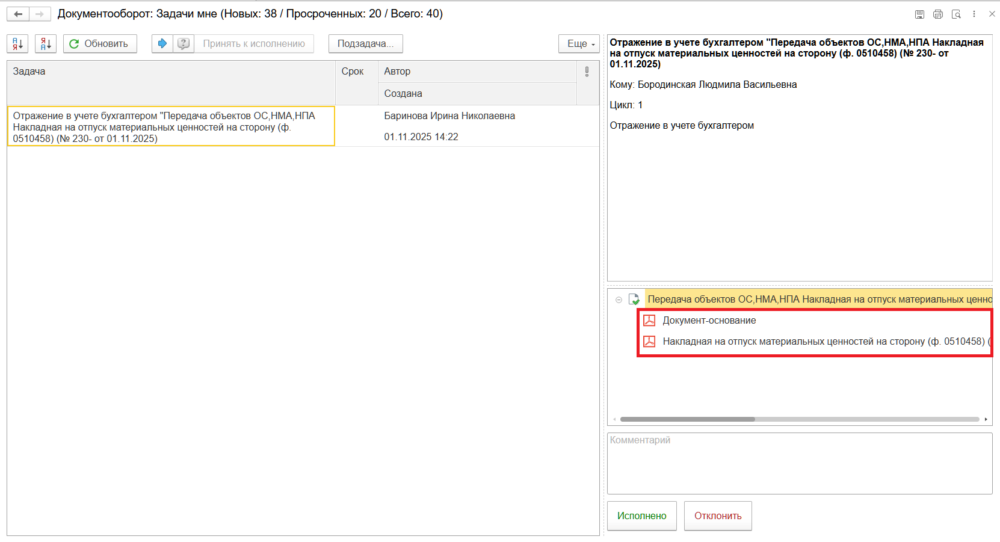 Документооборот: Задачи мне (Новых: 38 / Просроченных: 20 / Всего: 40)
А
Я
Я
А
Обновить
?
Принять к исполнению
Подзадача...
Еще
Задача
Срок
Автор
Создана
Отражение в учете бухгалтером "Передача объектов ОС,НМА,НПА
Накладная на отпуск материальных ценностей на сторону (ф.
0510458) (№ 230- от 01.11.2025)
Баринова Ирина Николаевна
01.11.2025 14:22
Отражение в учете бухгалтером "Передача объектов ОС,НМА,НПА Накладная
на отпуск материальных ценностей на сторону (ф. 0510458) (№ 230- от
01.11.2025)
Кому: Бородинская Людмила Васильевна
Цикл: 1
Отражение в учете бухгалтером
Передача объектов ОС,НМА,НПА Накладная на отпуск материальных ценно
Документ-основание
Накладная на отпуск материальных ценностей на сторону (ф. 0510458) (
Комментарий
Исполнено
Отклонить